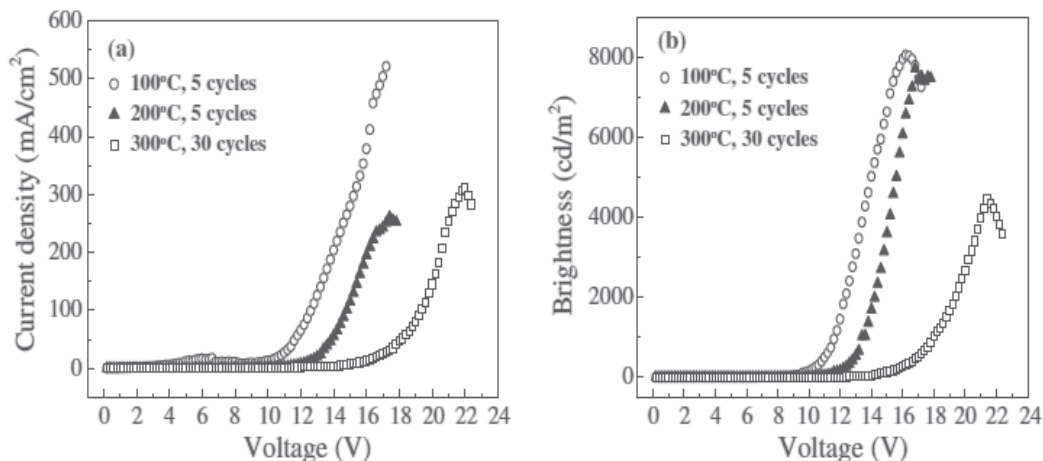 (a)
100°C, 5 cycles
200°C, 5 cycles
300°C, 30 cycles
Current density (mA/cm²)
600
500
400
300
200
100
0
0 2 4 6 8 10 12 14 16 18 20 22 24
Voltage (V)
(b)
100°C, 5 cycles
200°C, 5 cycles
300°C, 30 cycles
Brightness (cd/m²)
8000
6000
4000
2000
0
0 2 4 6 8 10 12 14 16 18 20 22 24
Voltage (V)